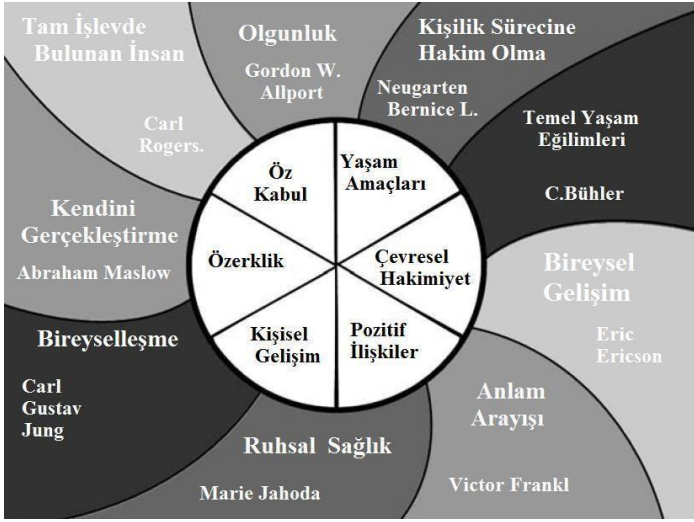 Tam İşlevde
Bulunan İnsan
Carl
Rogers.
Olgunluk
Gordon W.
Allport
Kişilik Sürecine
Hakim Olma
Neugarten
Bernice L.
Temel Yaşam
Eğilimleri
C.Bühler
Bireysel
Gelişim
Eric
Ericson
Anlam
Arayışı
Victor Frankl
Ruhsal Sağlık
Marie Jahoda
Bireyselleşme
Carl
Gustav
Jung
Kendini
Gerçekleştirme
Abraham Maslow
Öz
Kabul
Yaşam
Amaçları
Çevresel
Hakimiyet
Pozitif
İlişkiler
Kişisel
Gelişim
Özerklik